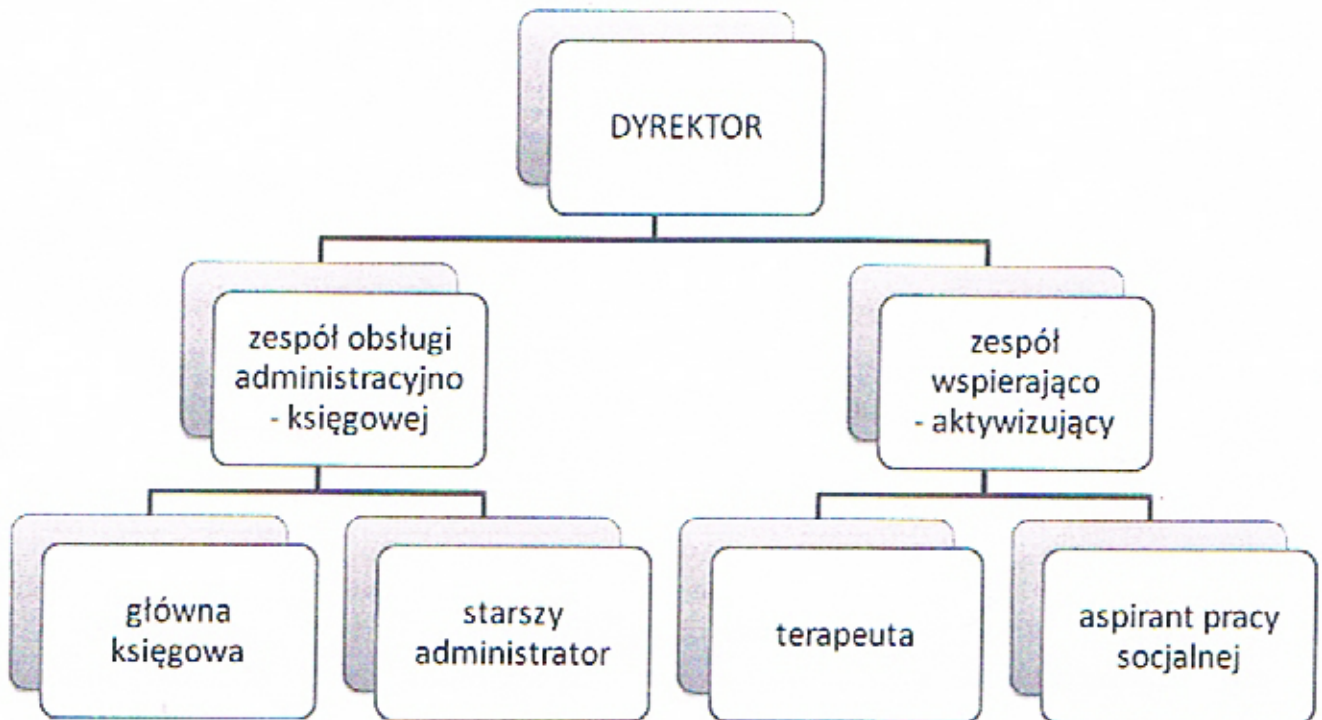 DYREKTOR
zespół obsługi
administracyjno
- księgowej
zespół
wspierająco
- aktywizujący
główna
księgowa
starszy
administrator
terapeuta
aspirant pracy
socjalnej